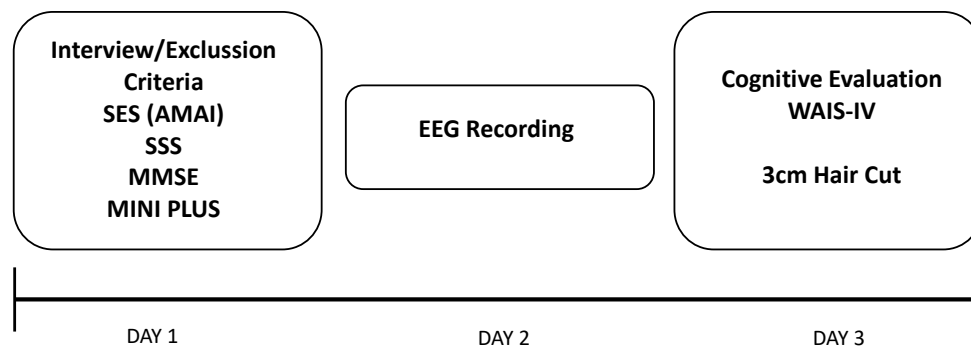 Interview/Exclussion
Criteria
SES (AMAI)
SSS
MMSE
MINI PLUS
EEG Recording
Cognitive Evaluation
WAIS-IV
3cm Hair Cut
DAY 1
DAY 2
DAY 3